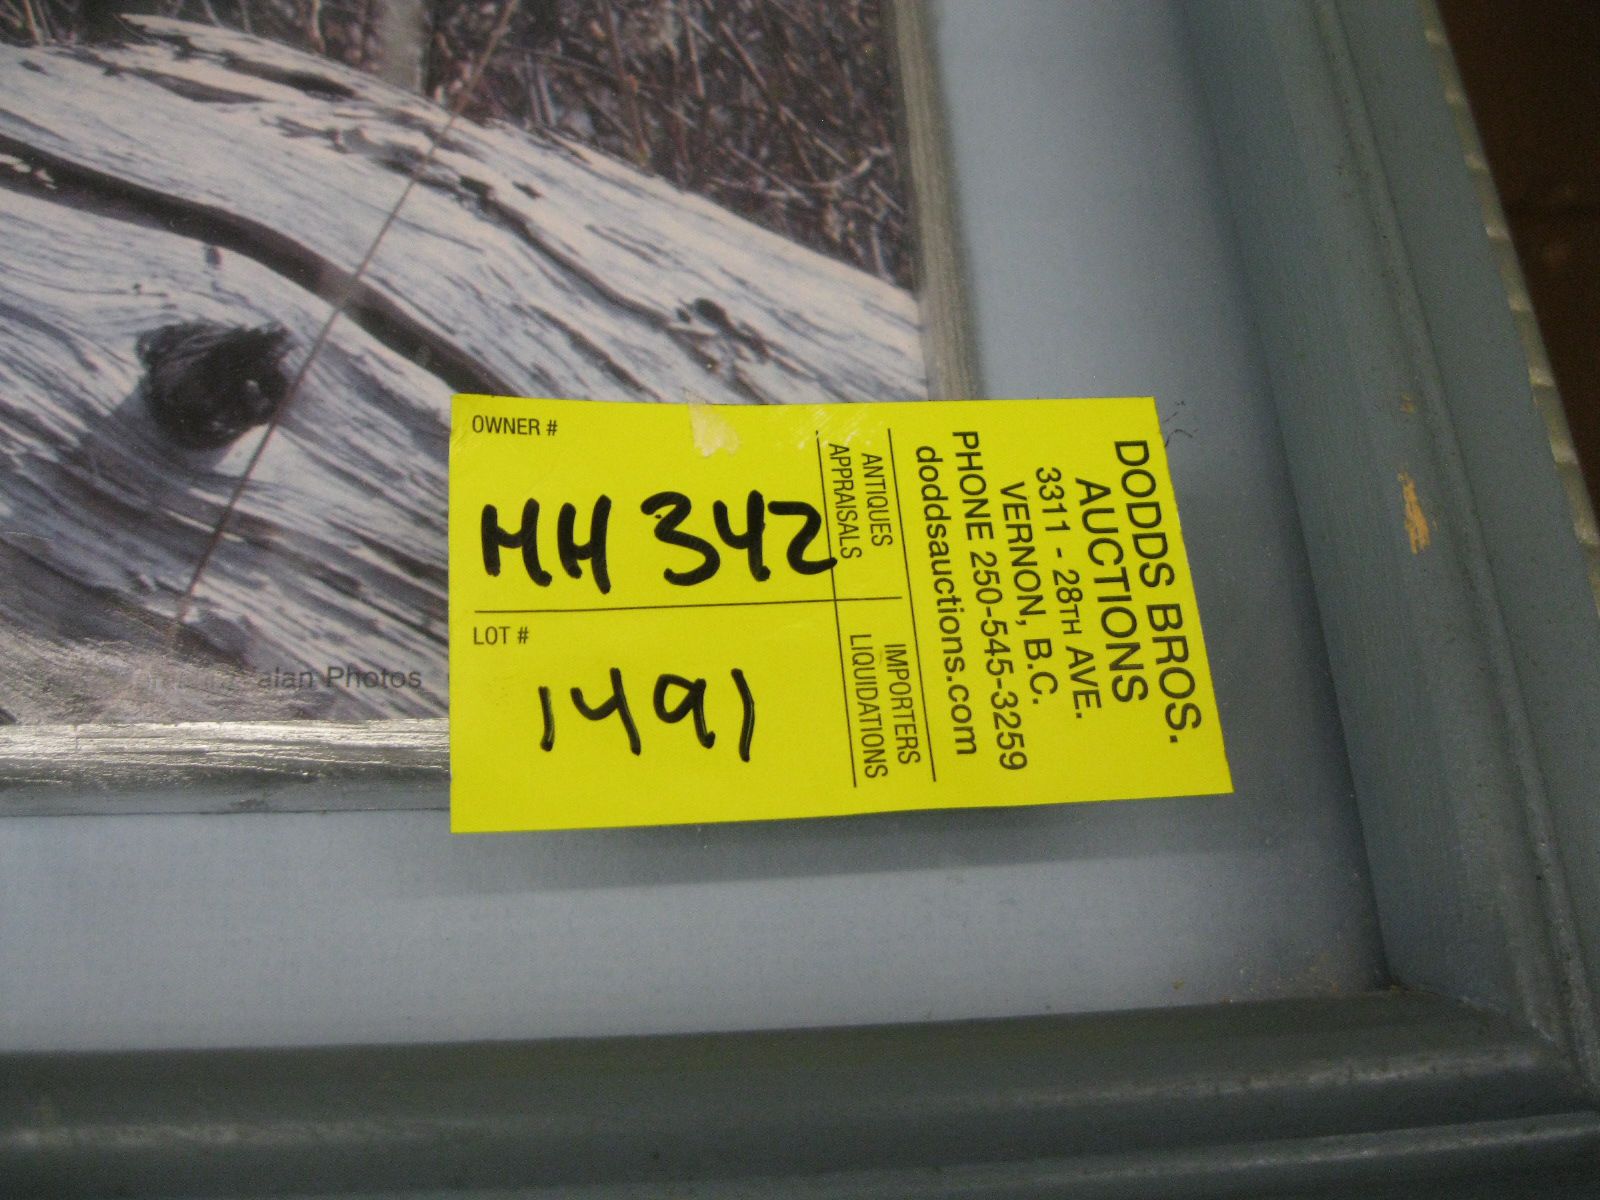 OWNER #
HH 342
LOT #
1491
ANTIQUES
APPRAISALS
IMPORTERS
LIQUIDATIONS
DODDS BROS.
AUCTIONS
3311 - 28TH AVE.
VERNON, B.C.
PHONE 250-545-3259
doddsauctions.com
Photos